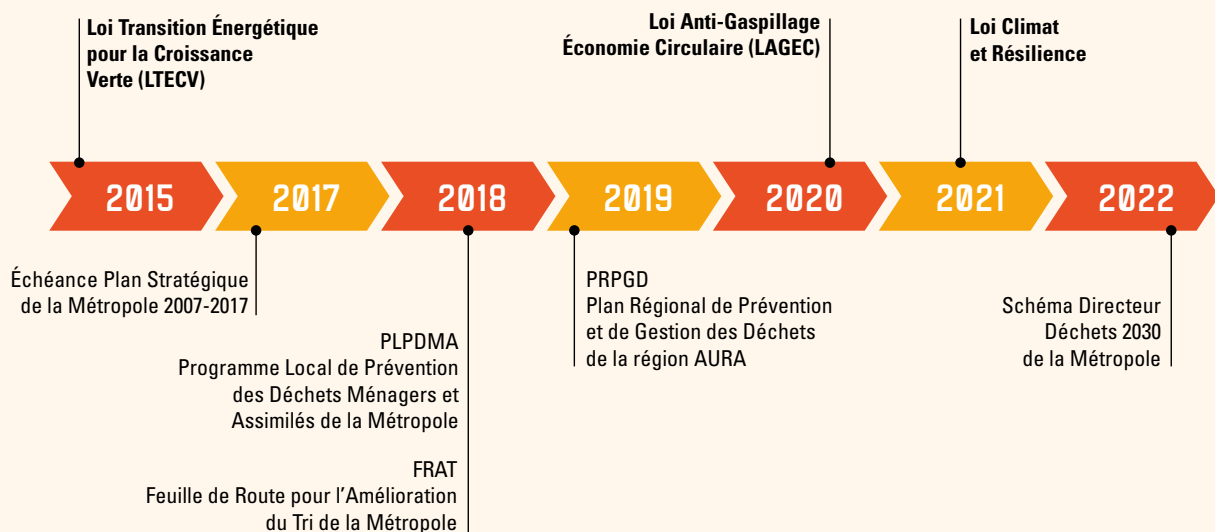 Loi Transition Énergétique
pour la Croissance
Verte (LTECV)
Loi Anti-Gaspillage
Économie Circulaire (LAGEC)
Loi Climat
et Résilience
2015
2017
2018
2019
2020
2021
2022
Échéance Plan Stratégique
de la Métropole 2007-2017
PLPDMA
Programme Local de Prévention
des Déchets Ménagers et
Assimilés de la Métropole
FRAT
Feuille de Route pour l'Amélioration
du Tri de la Métropole
PRPGD
Plan Régional de Prévention
et de Gestion des Déchets
de la région AURA
Schéma Directeur
Déchets 2030
de la Métropole